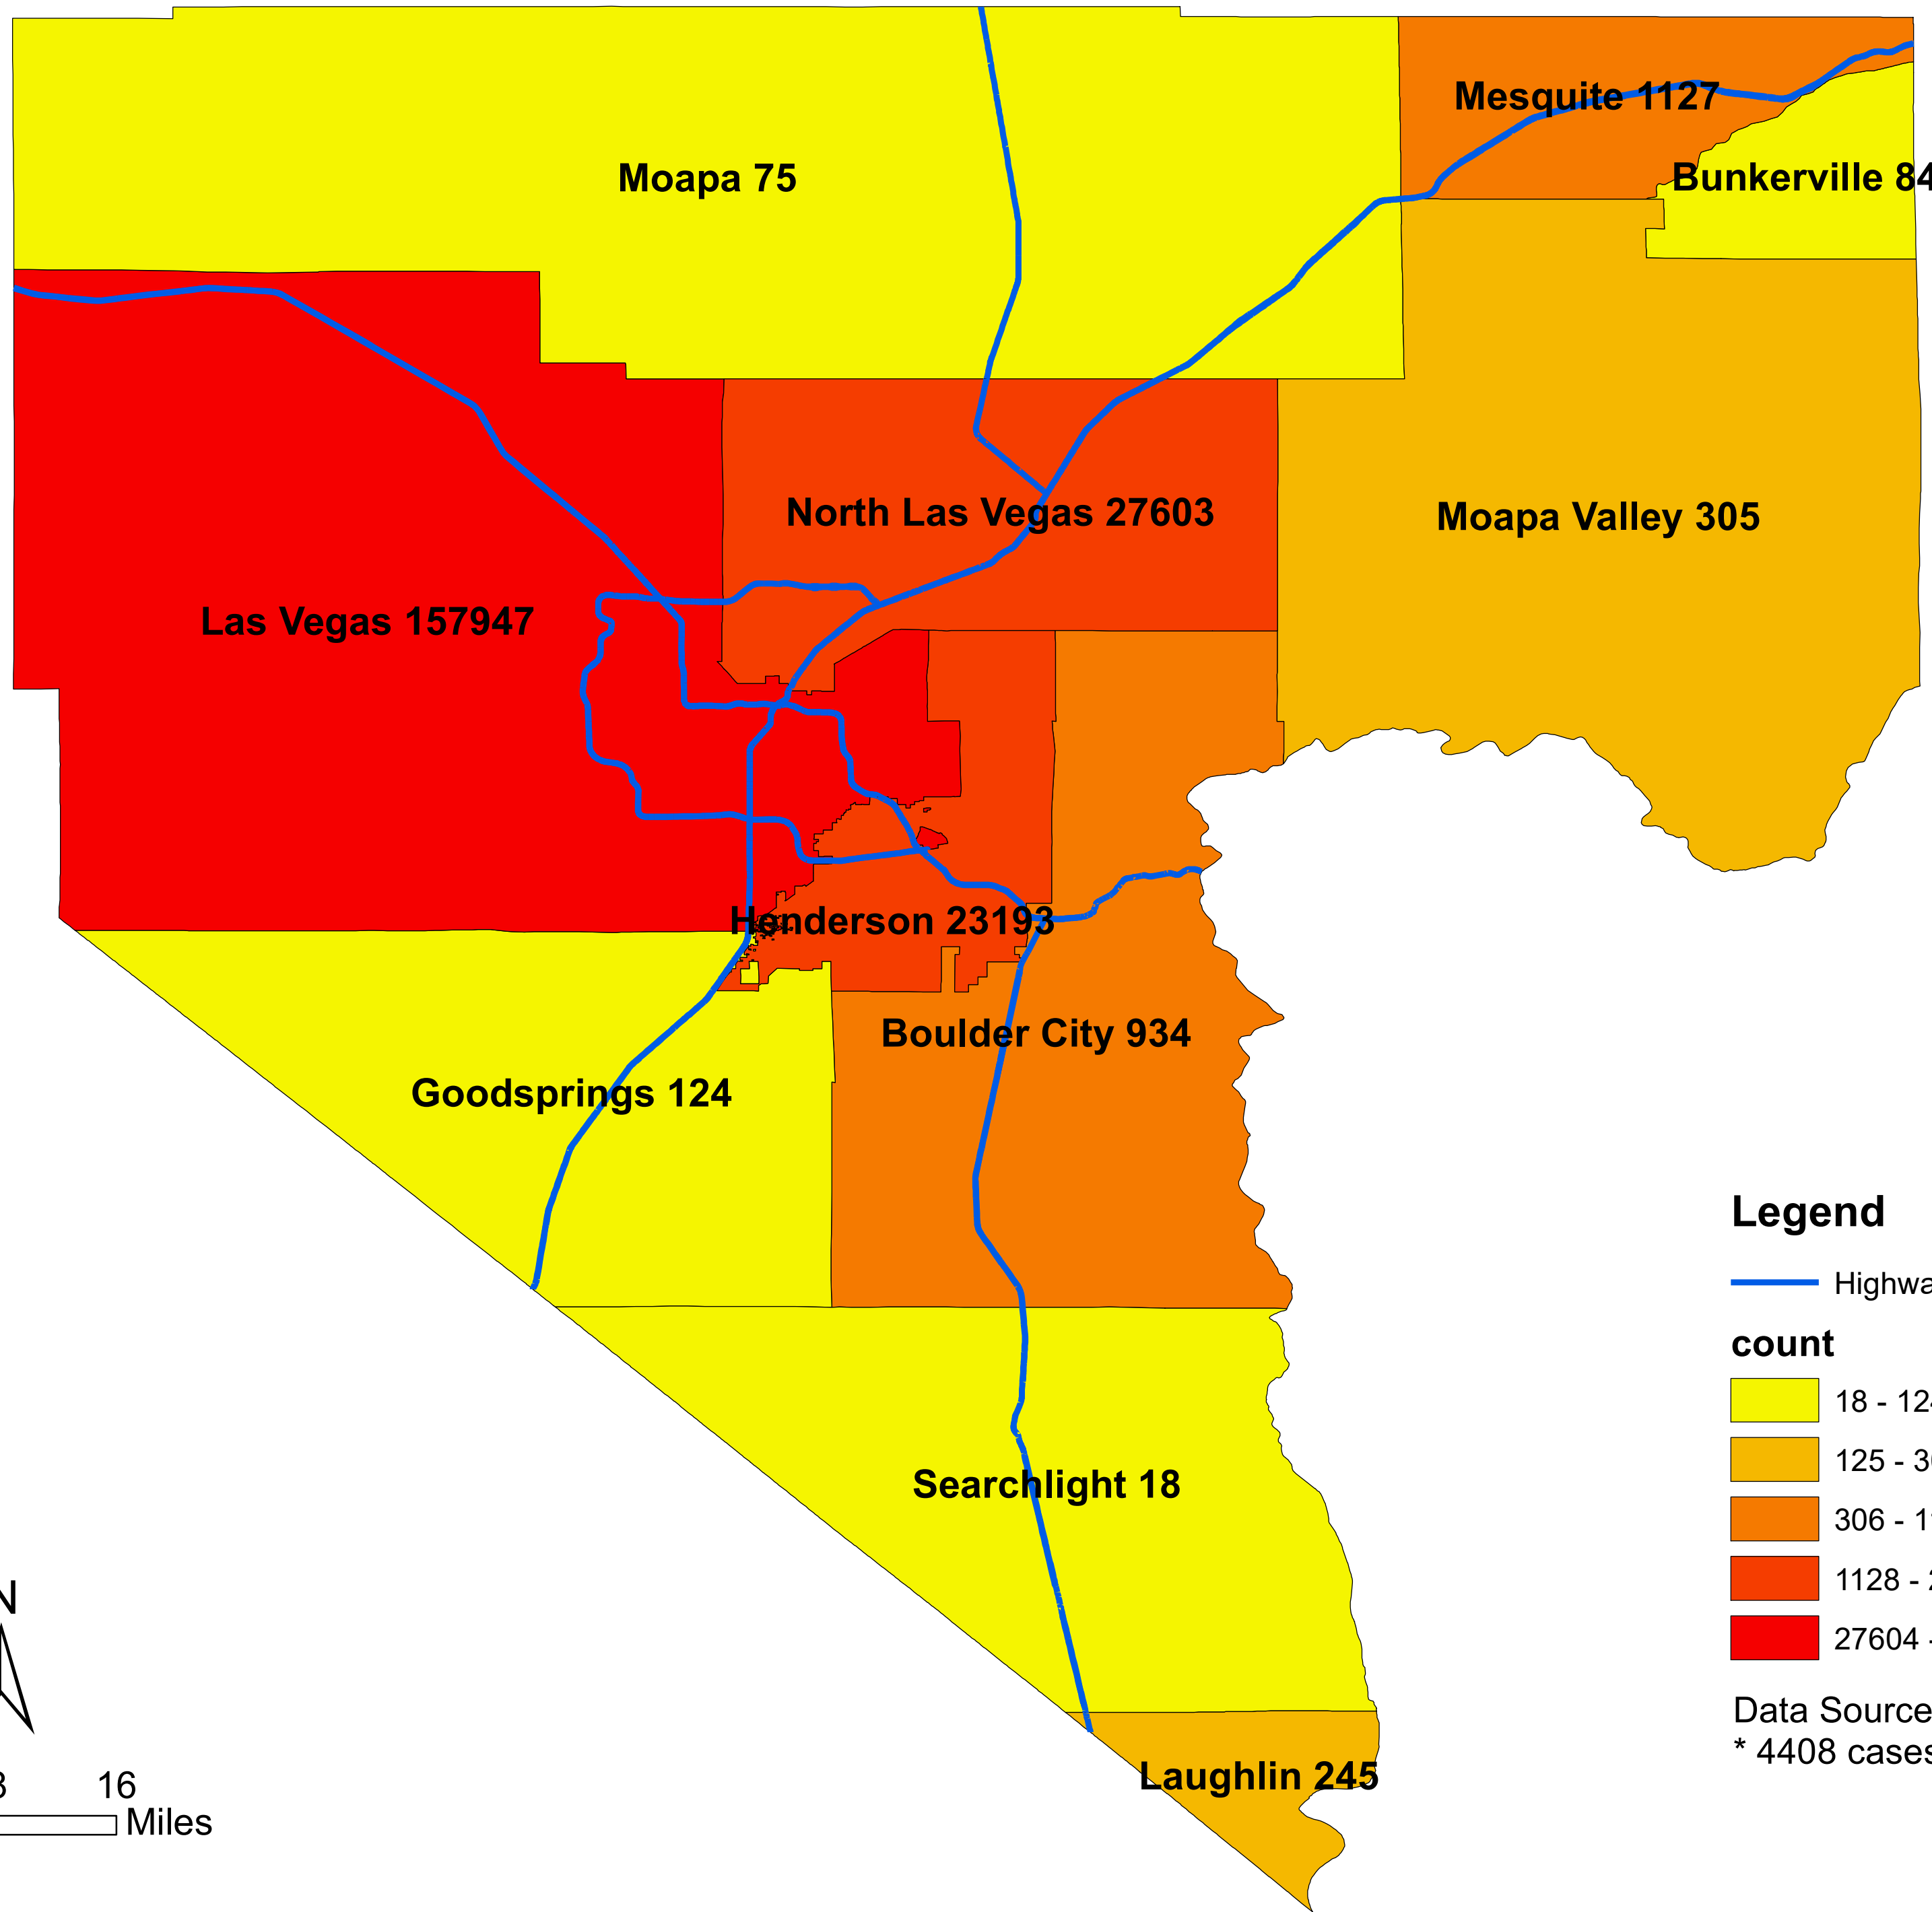 Mesquite 1127
Moapa 75
Bunkerville 84
North Las Vegas 27603
Moapa Valley 305
Las Vegas 157947
Henderson 23193
Boulder City 934
Goodsprings 124
Searchlight 18
Laughlin 245
Legend
count
18 - 12
125 - 3
306 - 1
1128 - 2
27604 -
Data Source
* 4408 cases
N
16
Miles